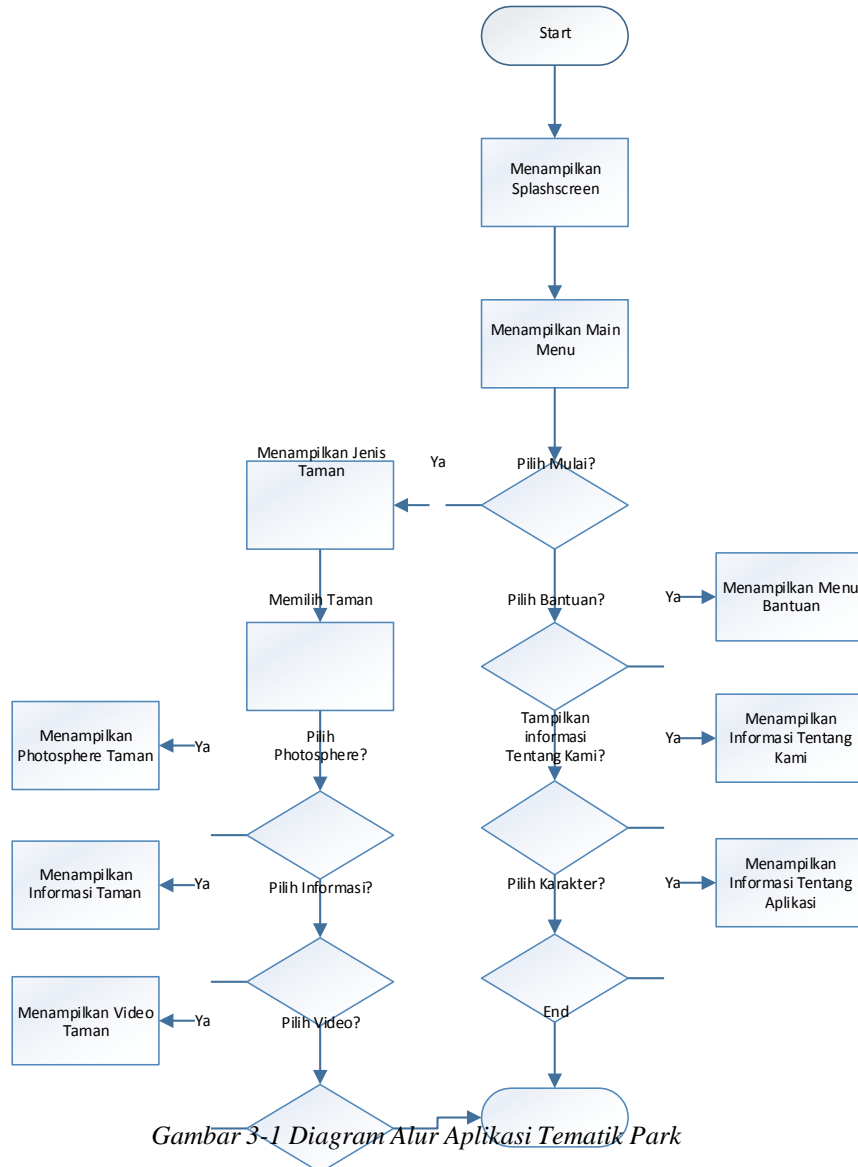 Start
Menampilkan
Splashscreen
Menampilkan Main
Menu
Menampilkan Jenis
Taman
Ya
Pilih Mulai?
Memilih Taman
Pilih Bantuan?
Ya
Menampilkan Menu
Bantuan
Menampilkan
Photosphere Taman
Ya
Pilih
Photosphere?
Tampilkan
informasi
Tentang Kami?
Ya
Menampilkan
Informasi Tentang
Kami
Menampilkan
Informasi Taman
Ya
Pilih Informasi?
Pilih Karakter?
Ya
Menampilkan
Informasi Tentang
Aplikasi
Menampilkan Video
Taman
Ya
Pilih Video?
End
Gambar 3-1 Diagram Alur Aplikasi Tematik Park